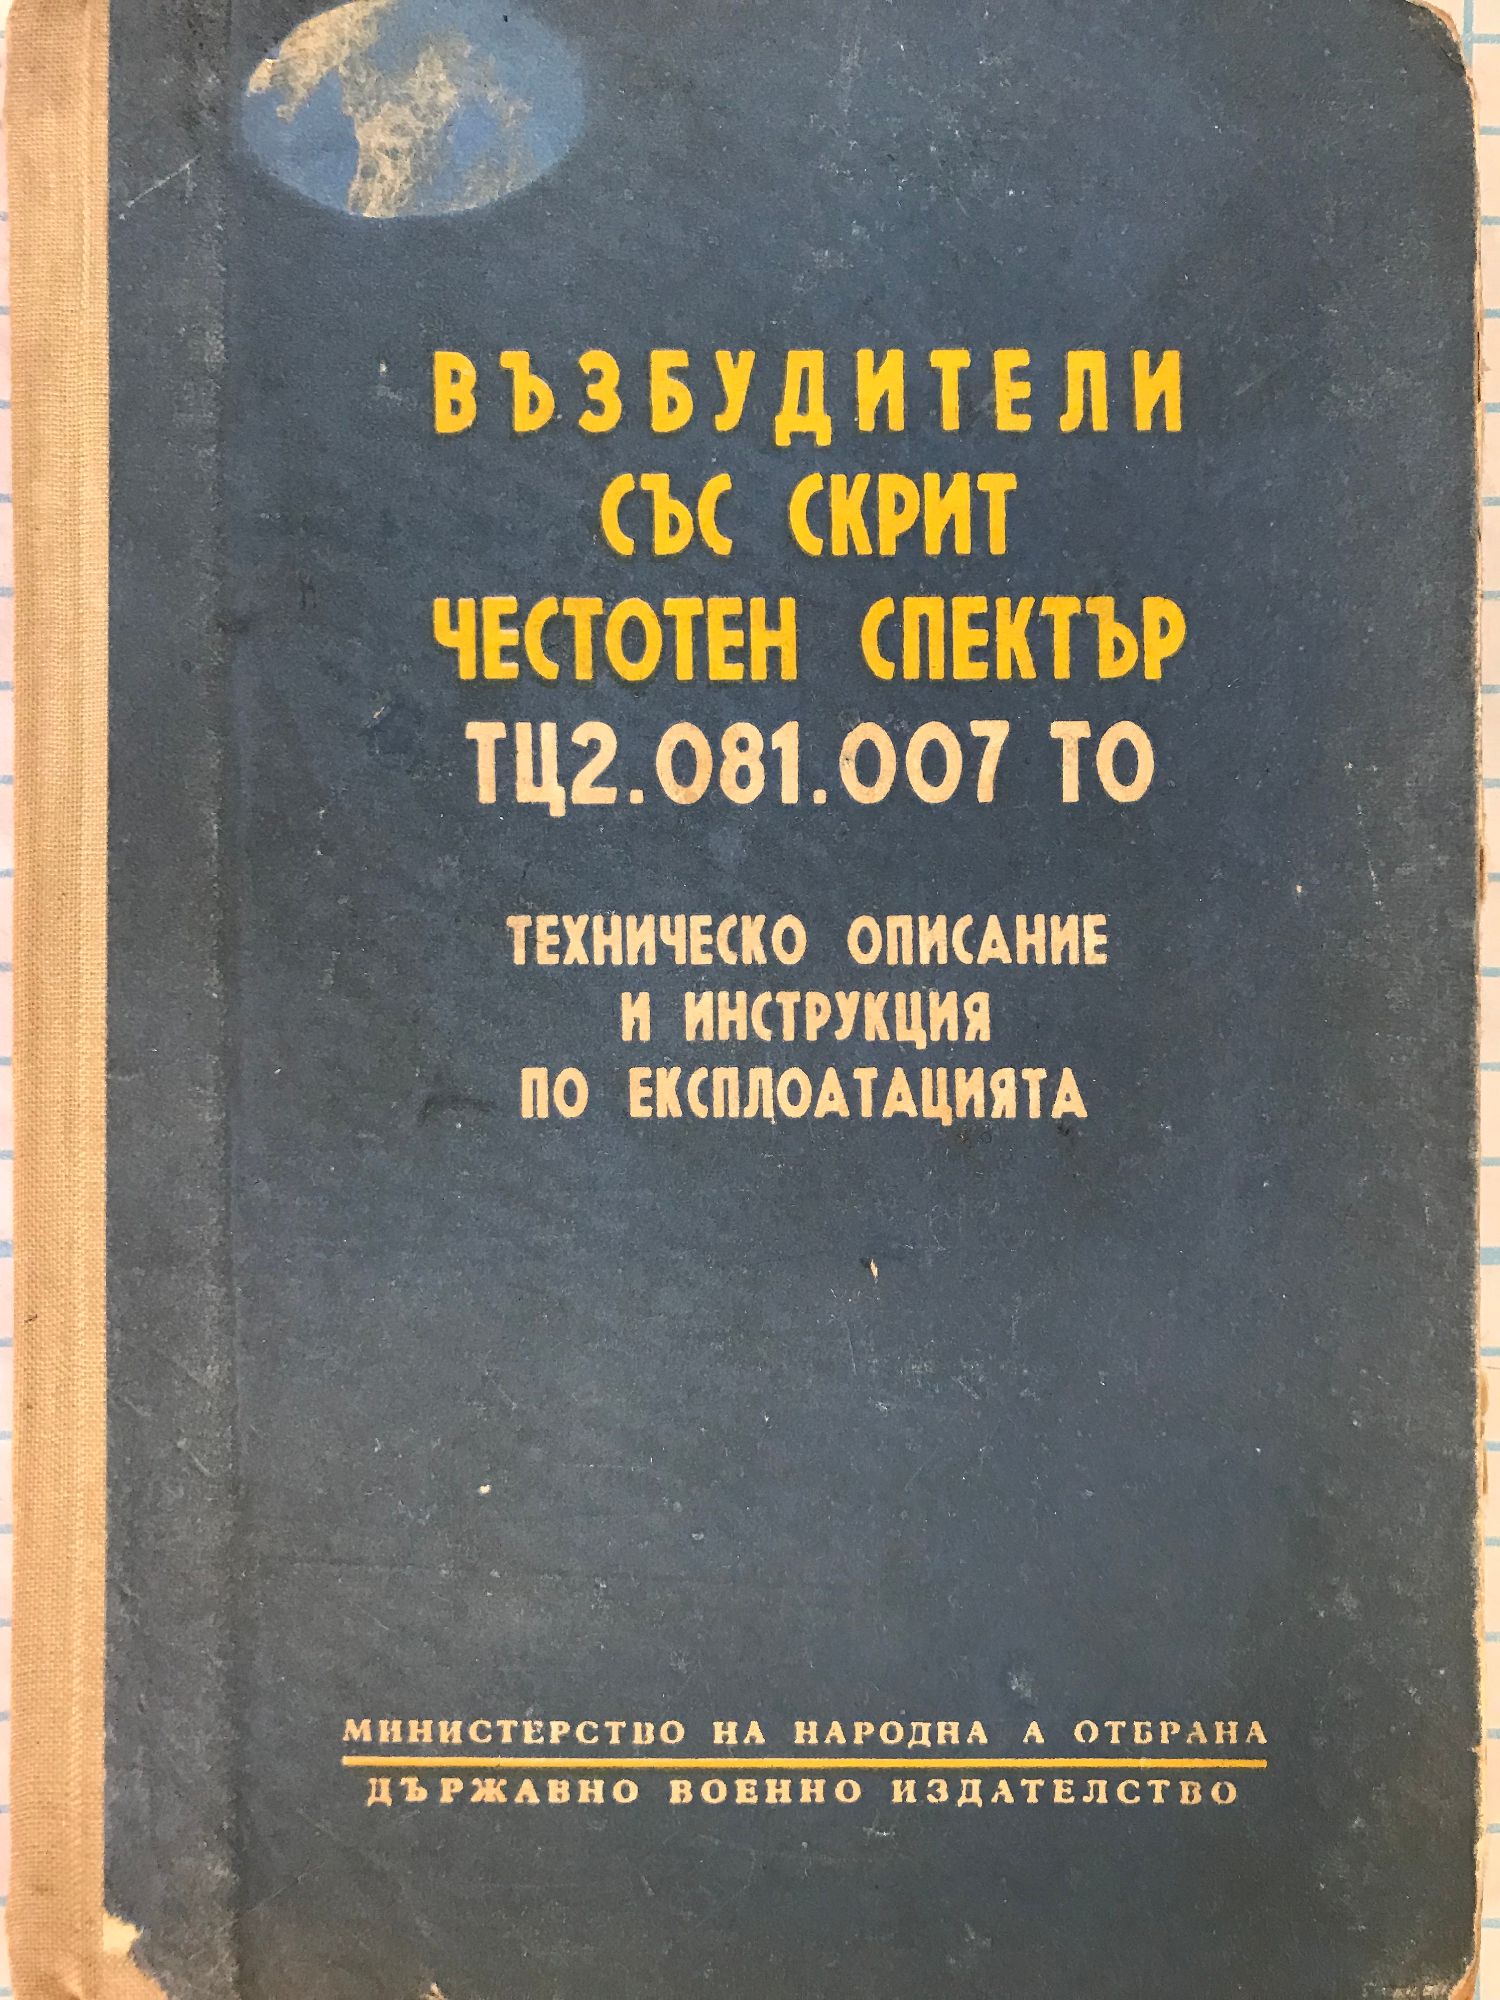 ВЪЗБУДИТЕЛИ
СЪС СКРИТ
ЧЕСТОТЕН СПЕКТЪР
ТЦ2.081.007 ТО
ТЕХНИЧЕСКО ОПИСАНИЕ
И ИНСТРУКЦИЯ
ПО ЕКСПЛОАТАЦИЯТА
МИНИСТЕРСТВО НА НАРОДНА А ОТБРАНА
ДЪРЖАВНО ВОЕННО ИЗДАТЕЛСТВО